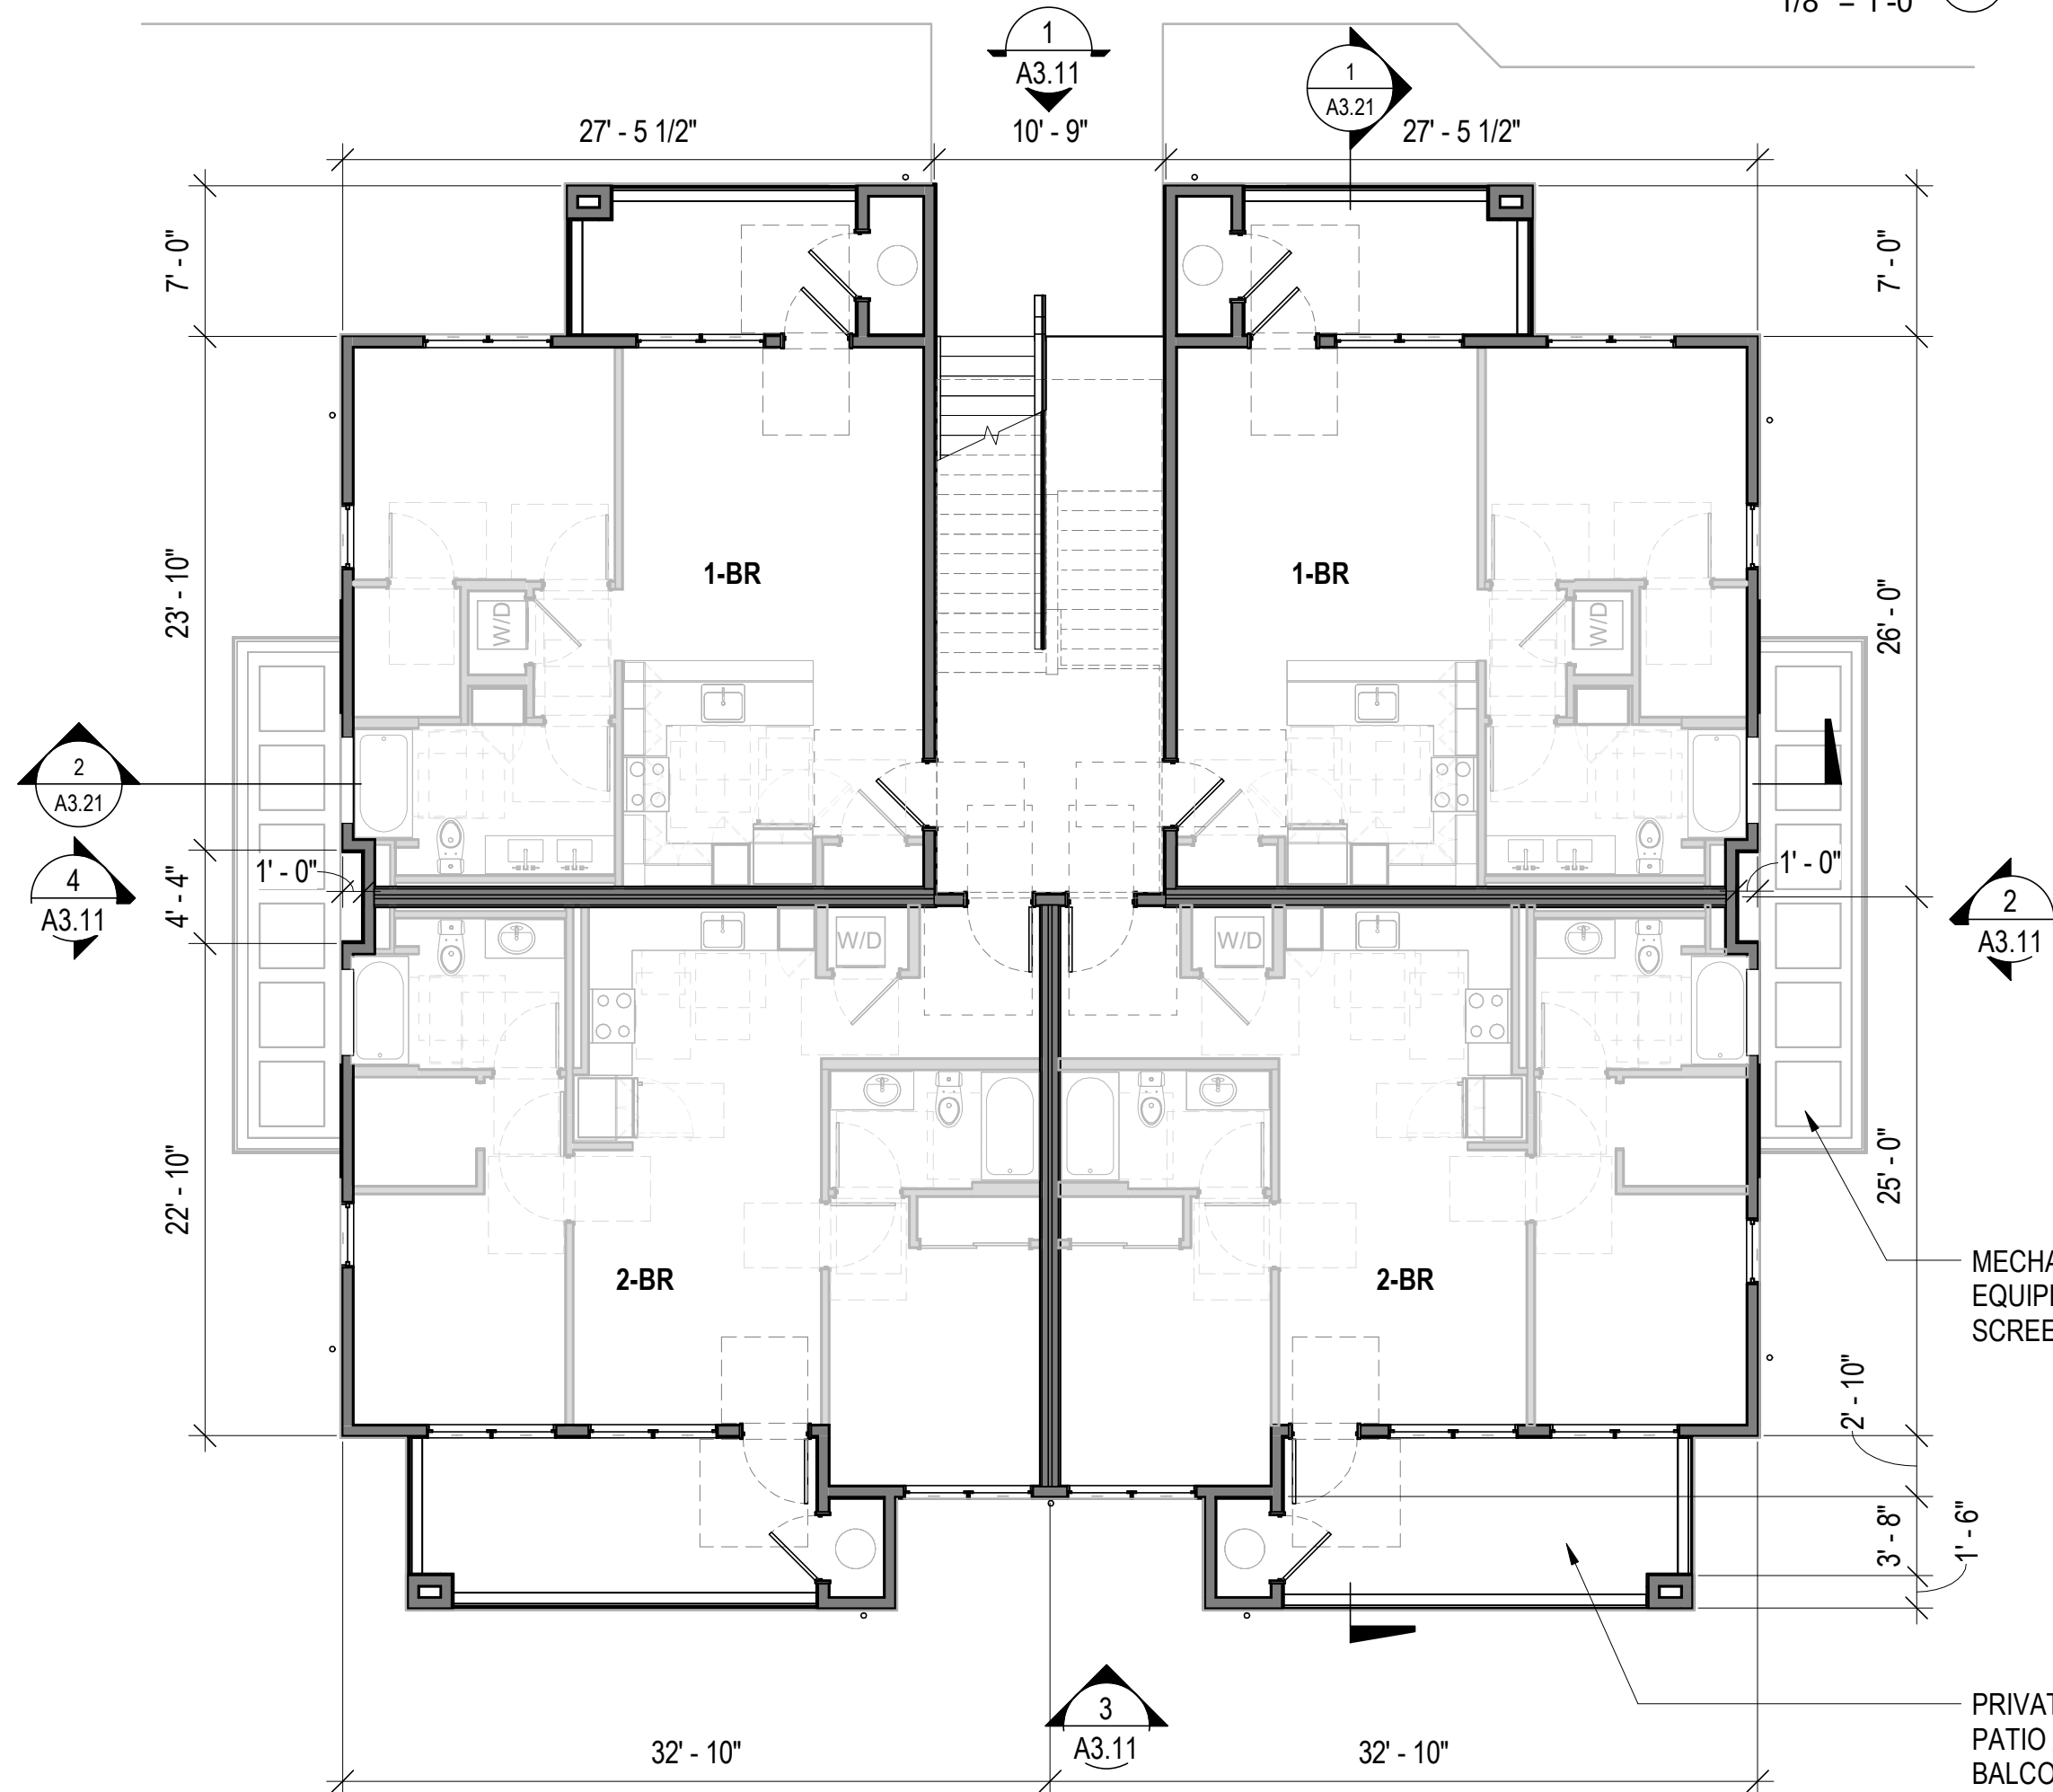 1/8" = 1'-0"
1
A3.11
1
A3.21
27' - 5 1/2"
10' - 9"
27' - 5 1/2"
7' - 0"
7' - 0"
23' - 10"
26' - 0"
1-BR
1-BR
W/D
W/D
2
A3.21
4
A3.11
1' - 0"
4' - 4"
1' - 0"
2
A3.11
W/D
W/D
22' - 10"
25' - 0"
2-BR
2-BR
MECHA
EQUIP
SCREE
2' - 10"
3' - 8"
1' - 6"
3
A3.11
32' - 10"
32' - 10"
PRIVAT
PATIO
BALCO